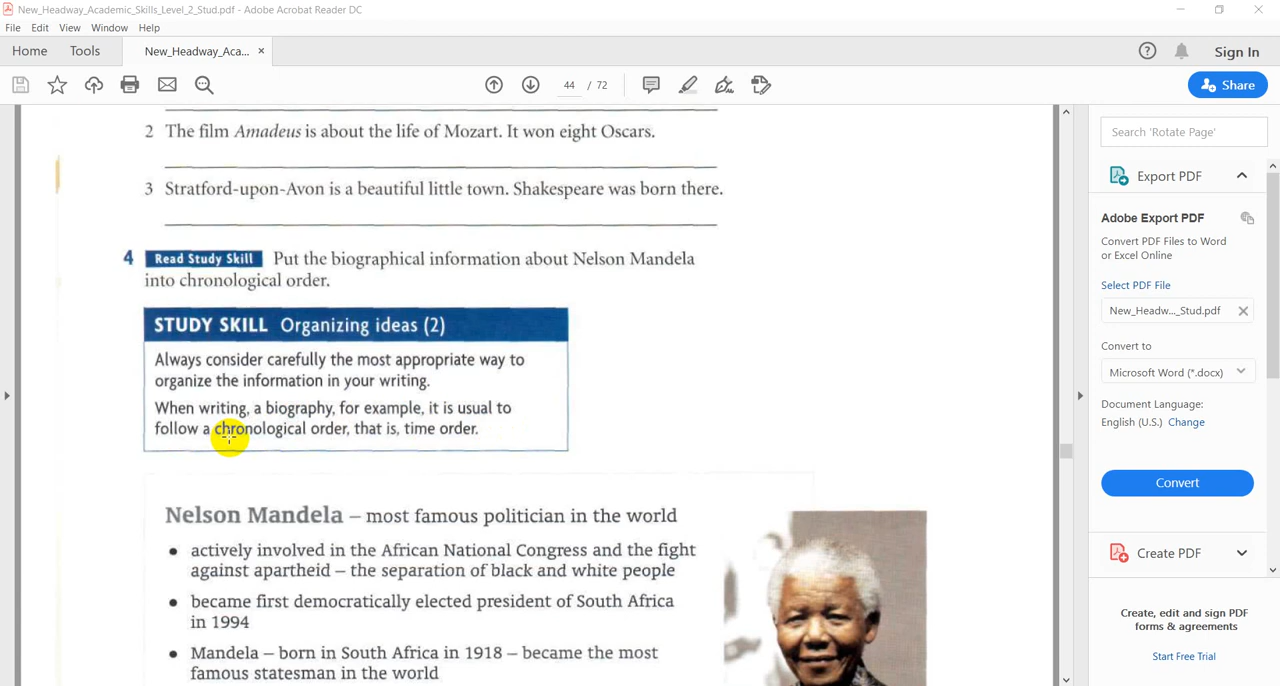 New_Headway_Academic_Skills_Level_2_Stud.pdf - Adobe Acrobat Reader DC
File Edit View Window Help
Home Tools New_Headway_Aca... × Sign In
44 / 72 Share
2 The film Amadeus is about the life of Mozart. It won eight Oscars.
3 Stratford-upon-Avon is a beautiful little town. Shakespeare was born there.
4 Read Study Skill Put the biographical information about Nelson Mandela
into chronological order.
STUDY SKILL Organizing ideas (2)
Always consider carefully the most appropriate way to
organize the information in your writing.
When writing, a biography, for example, it is usual to
follow a chronological order, that is, time order.
Nelson Mandela – most famous politician in the world
• actively involved in the African National Congress and the fight
against apartheid – the separation of black and white people
• became first democratically elected president of South Africa
in 1994
• Mandela – born in South Africa in 1918 – became the most
famous statesman in the world
Search 'Rotate Page'
Export PDF
Adobe Export PDF
Convert PDF Files to Word
or Excel Online
Select PDF File
New_Headw..._Stud.pdf
Convert to
Microsoft Word (*.docx)
Document Language:
English (U.S.) Change
Convert
Create PDF
Create, edit and sign PDF
forms & agreements
Start Free Trial